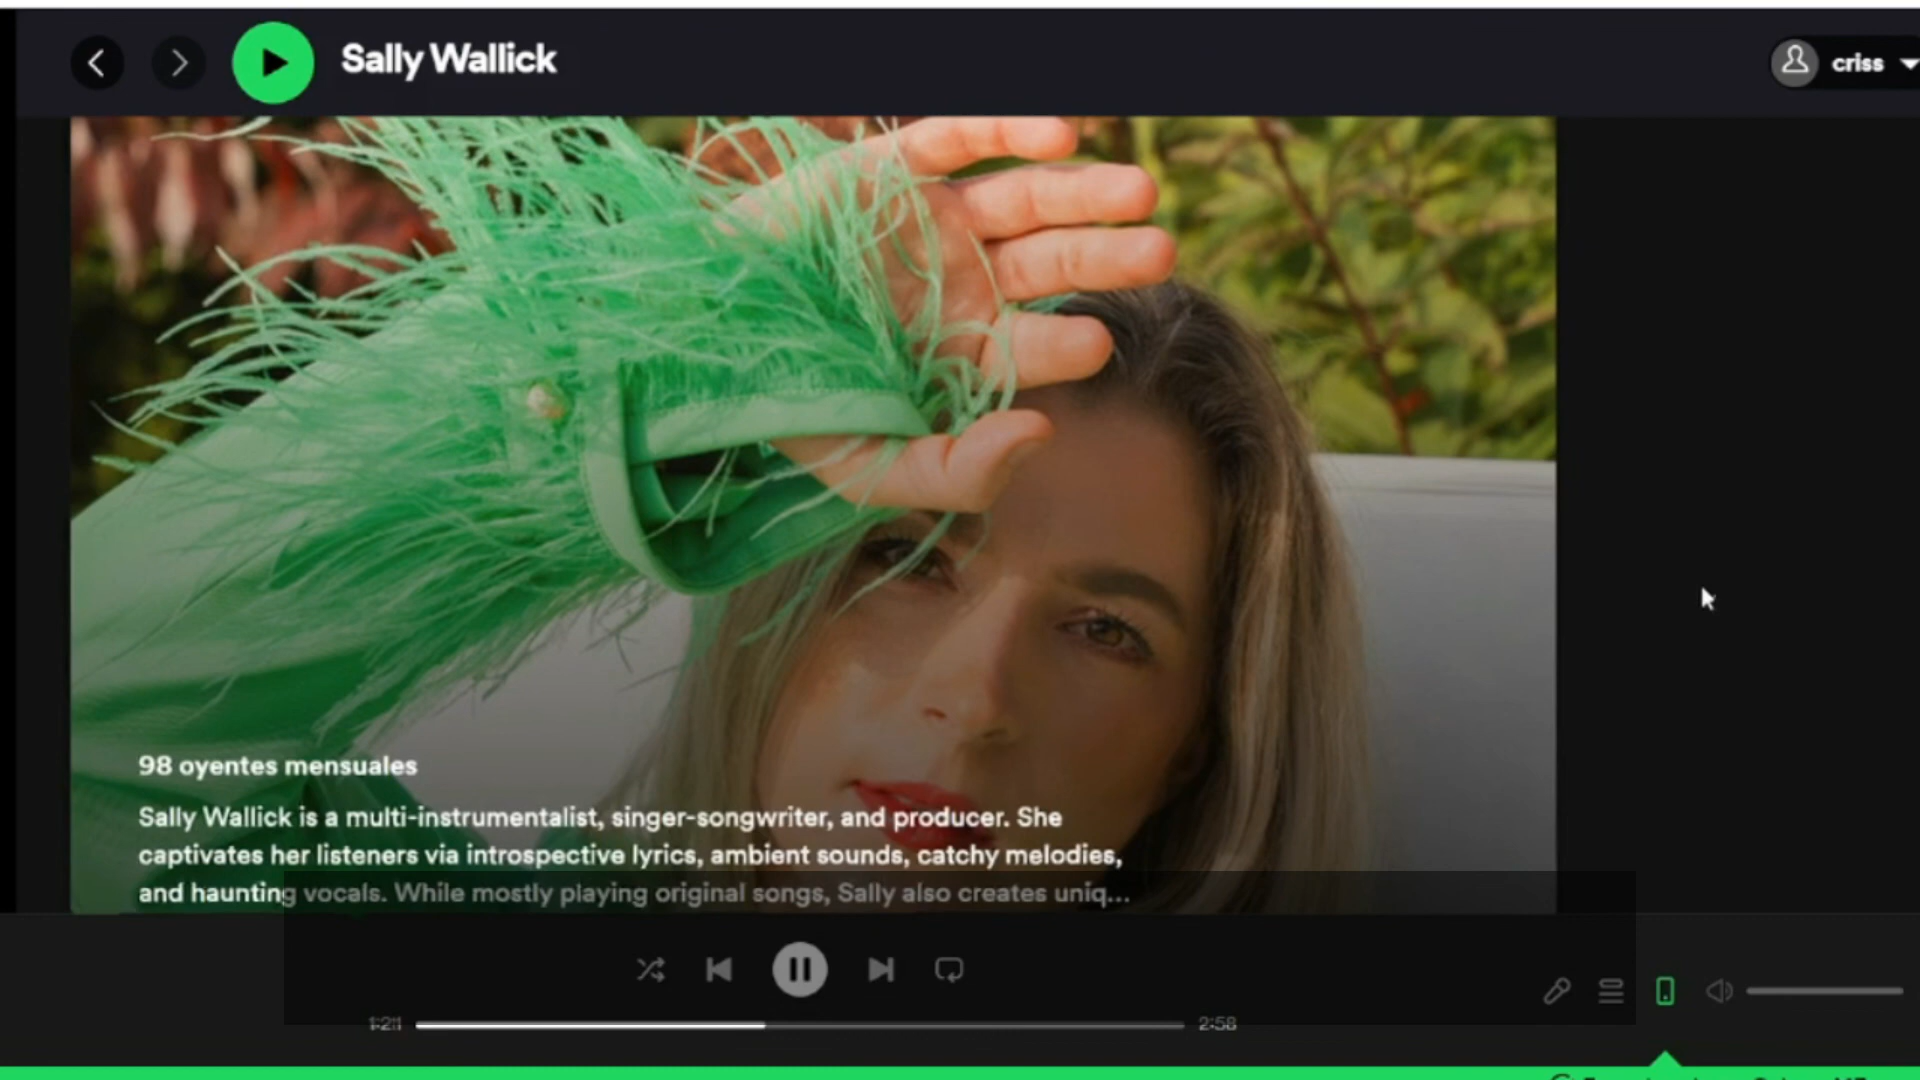 Sally Wallick
criss
98 oyentes mensuales
Sally Wallick is a multi-instrumentalist, singer-songwriter, and producer. She
captivates her listeners via introspective lyrics, ambient sounds, catchy melodies,
and haunting vocals. While mostly playing original songs, Sally also creates uniq...
1:21
2:58